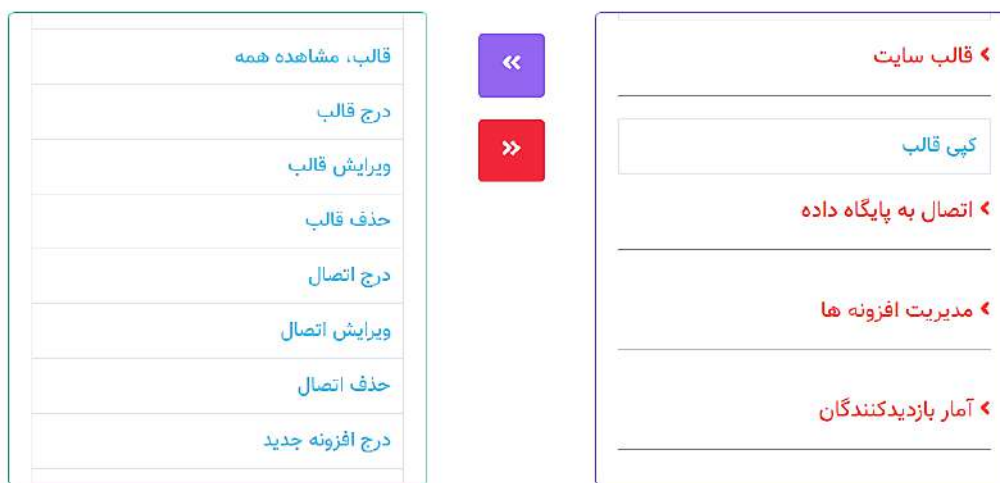 قالب سایت
کپی قالب
اتصال به پایگاه داده
مدیریت افزونه ها
آمار بازدیدکنندگان
قالب، مشاهده همه
درج قالب
ویرایش قالب
حذف قالب
درج اتصال
ویرایش اتصال
حذف اتصال
درج افزونه جدید